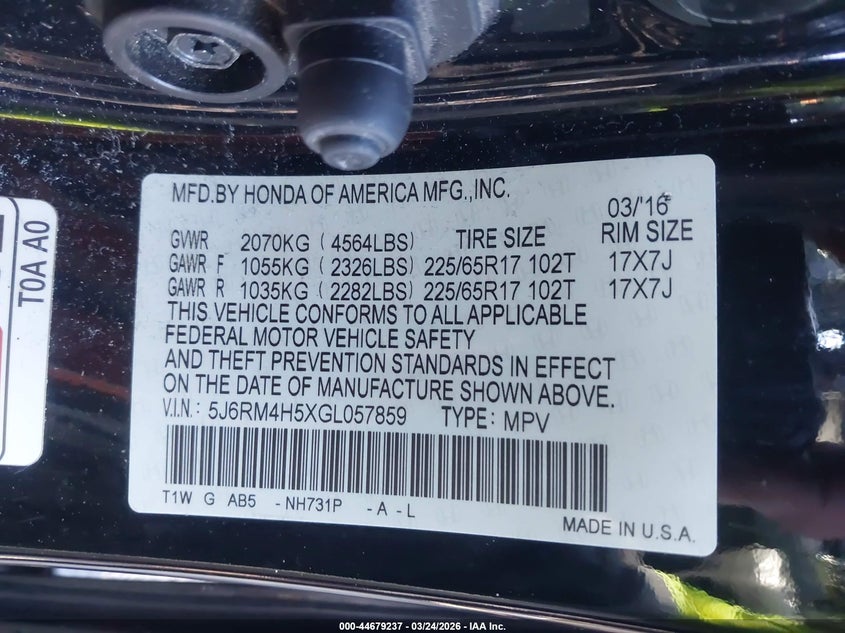 MFD.BY HONDA OF AMERICA MFG.,INC.
03/'16
GVWR 2070KG ( 4564LBS) TIRE SIZE RIM SIZE
GAWR F 1055KG (2326LBS) 225/65R17 102T 17X7J
GAWR R 1035KG (2282LBS) 225/65R17 102T 17X7J
THIS VEHICLE CONFORMS TO ALL APPLICABLE
FEDERAL MOTOR VEHICLE SAFETY
AND THEFT PREVENTION STANDARDS IN EFFECT
ON THE DATE OF MANUFACTURE SHOWN ABOVE.
V.I.N.: 5J6RM4H5XGL057859 TYPE: MPV
T1W G AB5 -NH731P -A-L
MADE IN U.S.A.
T0A A0
000-44679237 - 03/24/2026 - IAA Inc.